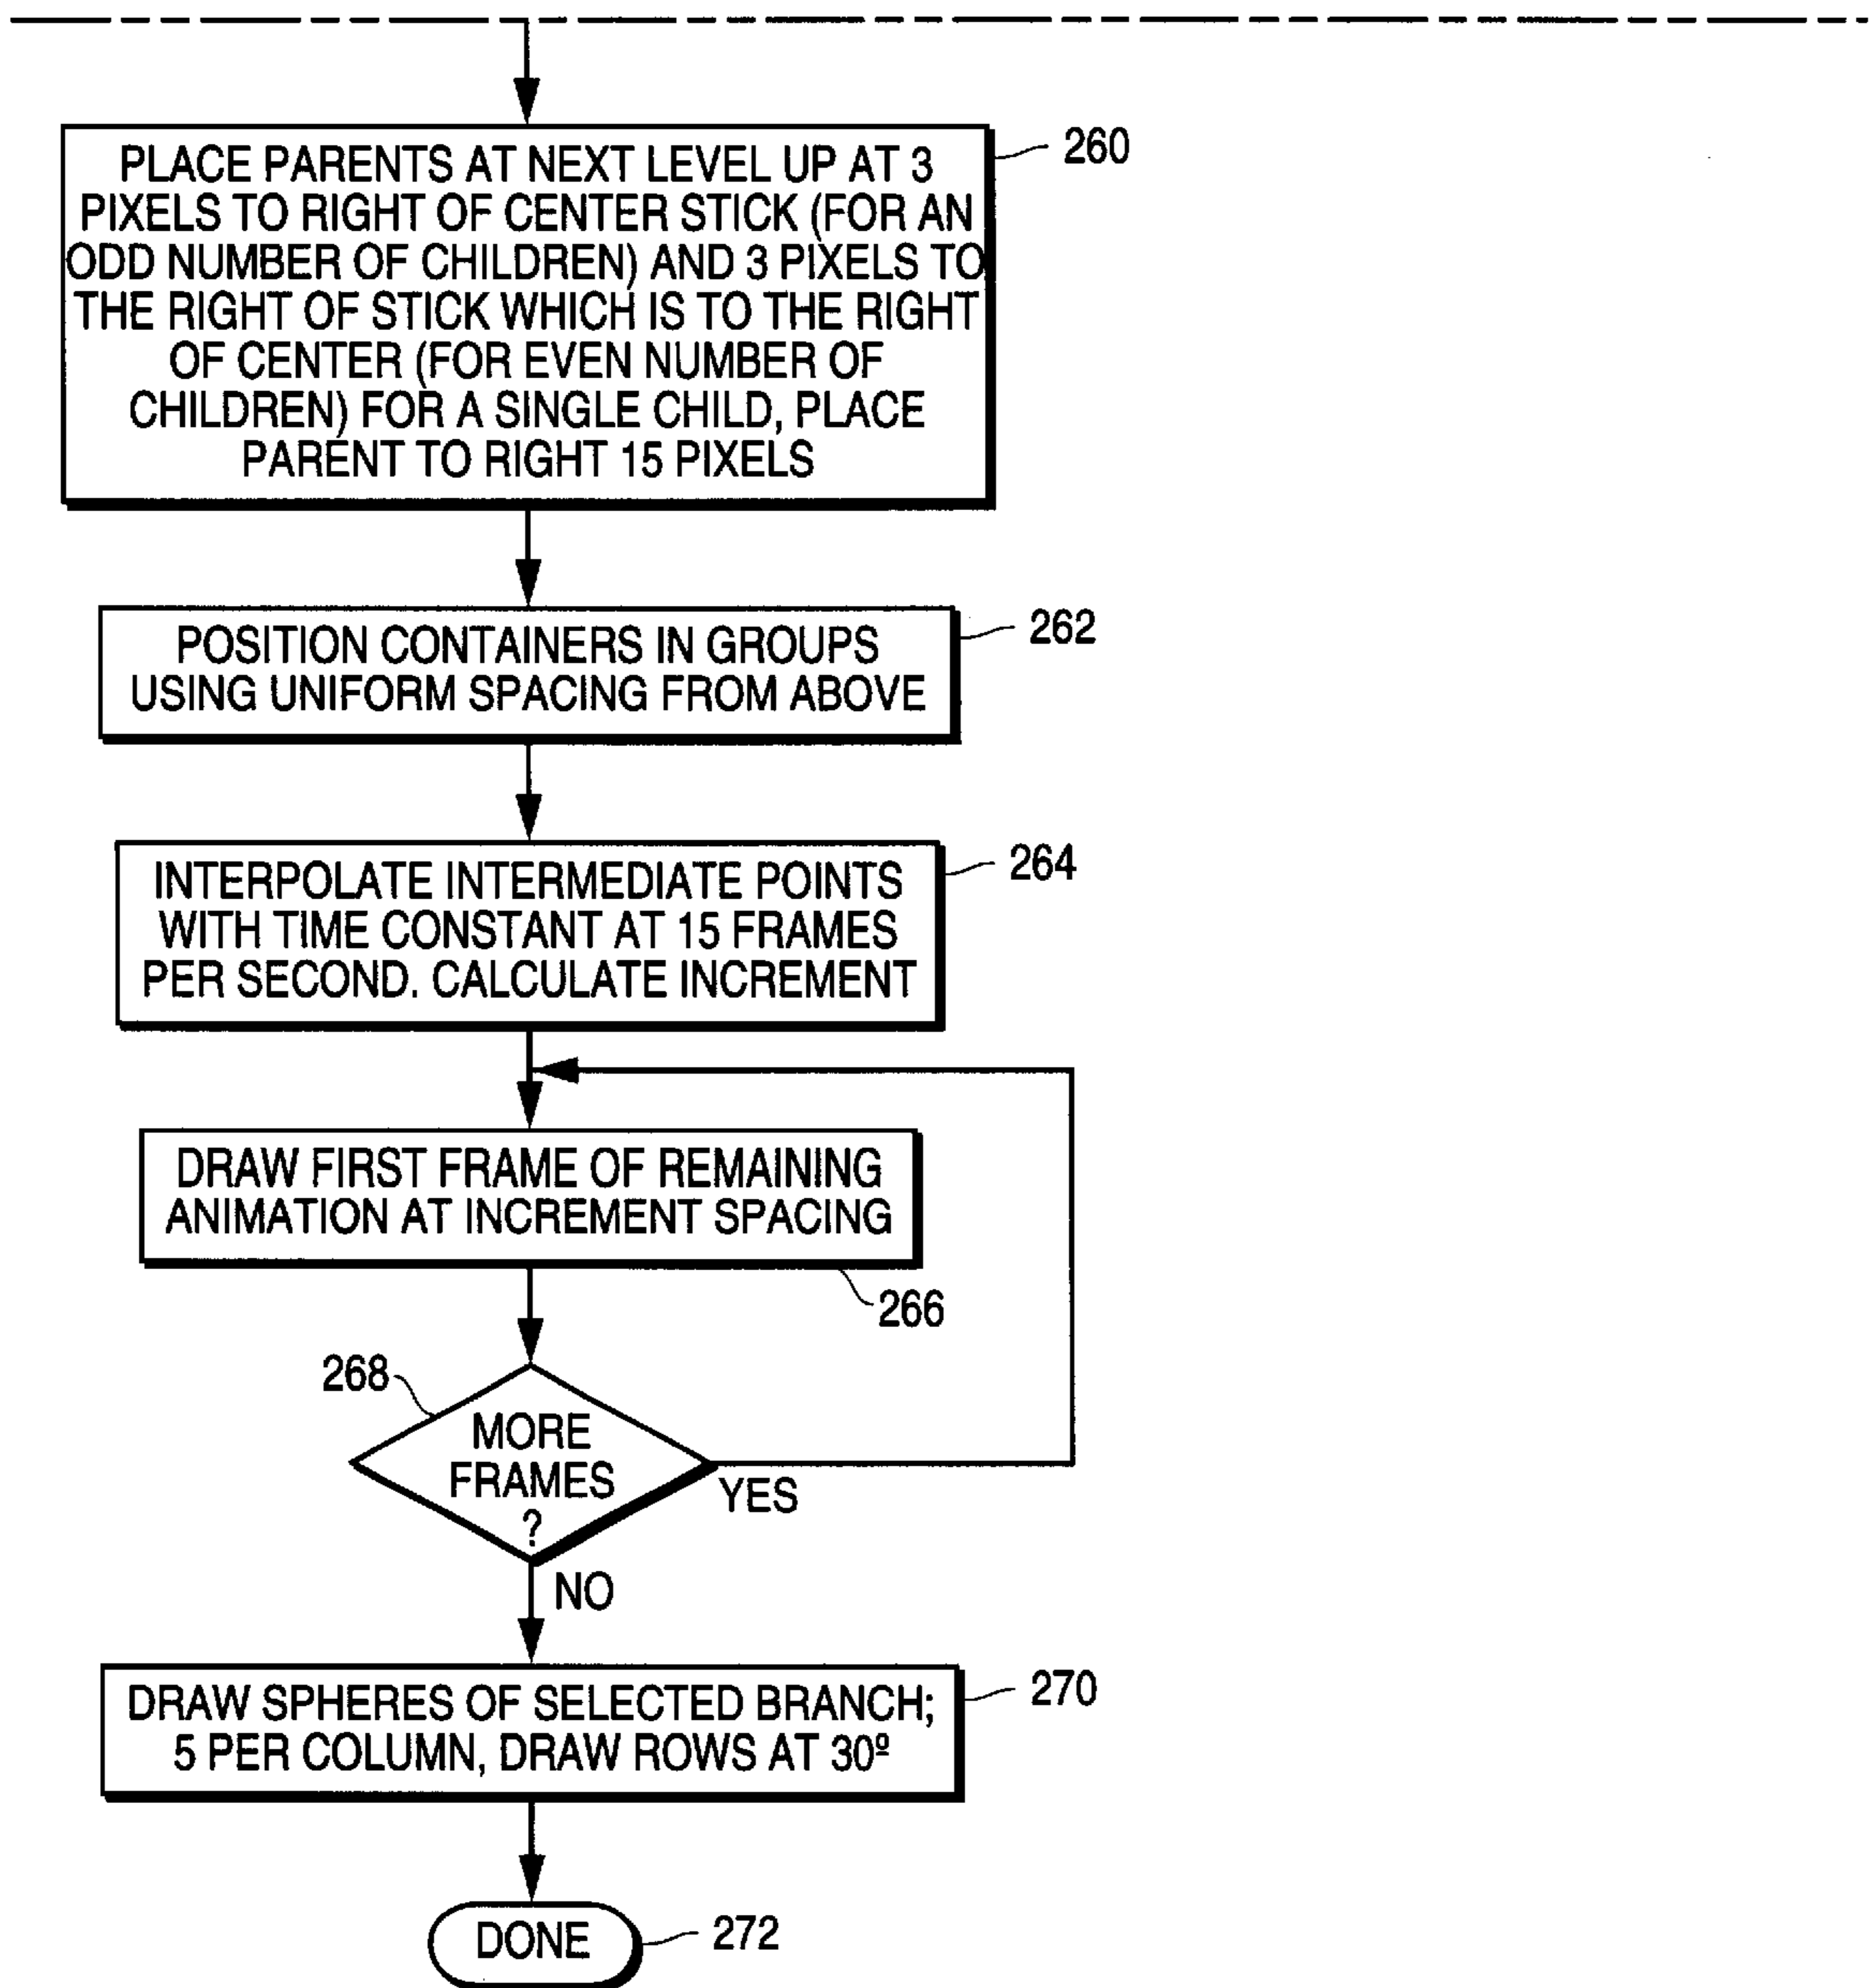 PLACE PARENTS AT NEXT LEVEL UP AT 3
PIXELS TO RIGHT OF CENTER STICK (FOR AN
ODD NUMBER OF CHILDREN) AND 3 PIXELS TO
THE RIGHT OF STICK WHICH IS TO THE RIGHT
OF CENTER (FOR EVEN NUMBER OF
CHILDREN) FOR A SINGLE CHILD, PLACE
PARENT TO RIGHT 15 PIXELS
260
POSITION CONTAINERS IN GROUPS
USING UNIFORM SPACING FROM ABOVE
262
INTERPOLATE INTERMEDIATE POINTS
WITH TIME CONSTANT AT 15 FRAMES
PER SECOND. CALCULATE INCREMENT
264
DRAW FIRST FRAME OF REMAINING
ANIMATION AT INCREMENT SPACING
266
268
MORE
FRAMES
?
YES
NO
DRAW SPHERES OF SELECTED BRANCH;
5 PER COLUMN, DRAW ROWS AT 30º
270
DONE
272